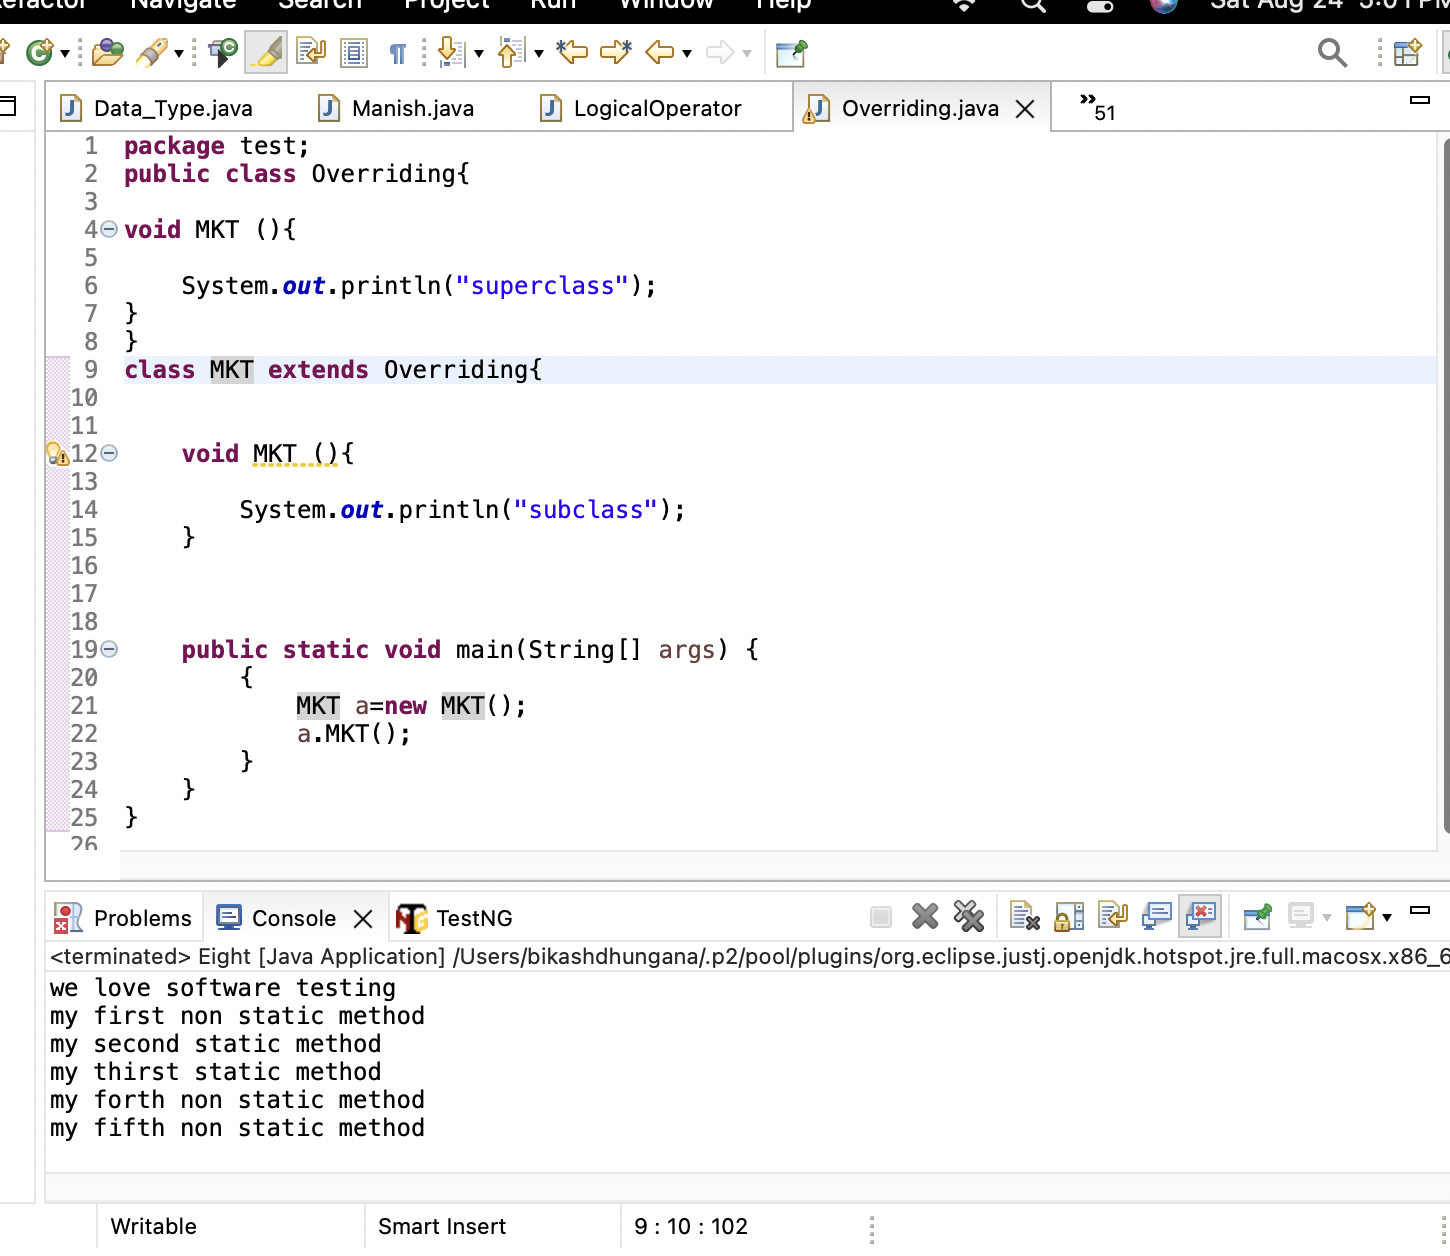 Refactor Navigate Search Project Run Window Help Sat Aug 24 5:01 PM
Data_Type.java Manish.java LogicalOperator Overriding.java »51
1 package test;
2 public class Overriding{
3
4 void MKT (){
5
6 System.out.println("superclass");
7 }
8 }
9 class MKT extends Overriding{
10
11
12 void MKT (){
13
14 System.out.println("subclass");
15 }
16
17
18
19 public static void main(String[] args) {
20 {
21 MKT a=new MKT();
22 a.MKT();
23 }
24 }
25 }
26
Problems Console TestNG
<terminated> Eight [Java Application] /Users/bikashdhungana/.p2/pool/plugins/org.eclipse.justj.openjdk.hotspot.jre.full.macosx.x86_6
we love software testing
my first non static method
my second static method
my thirst static method
my forth non static method
my fifth non static method
Writable Smart Insert 9 : 10 : 102